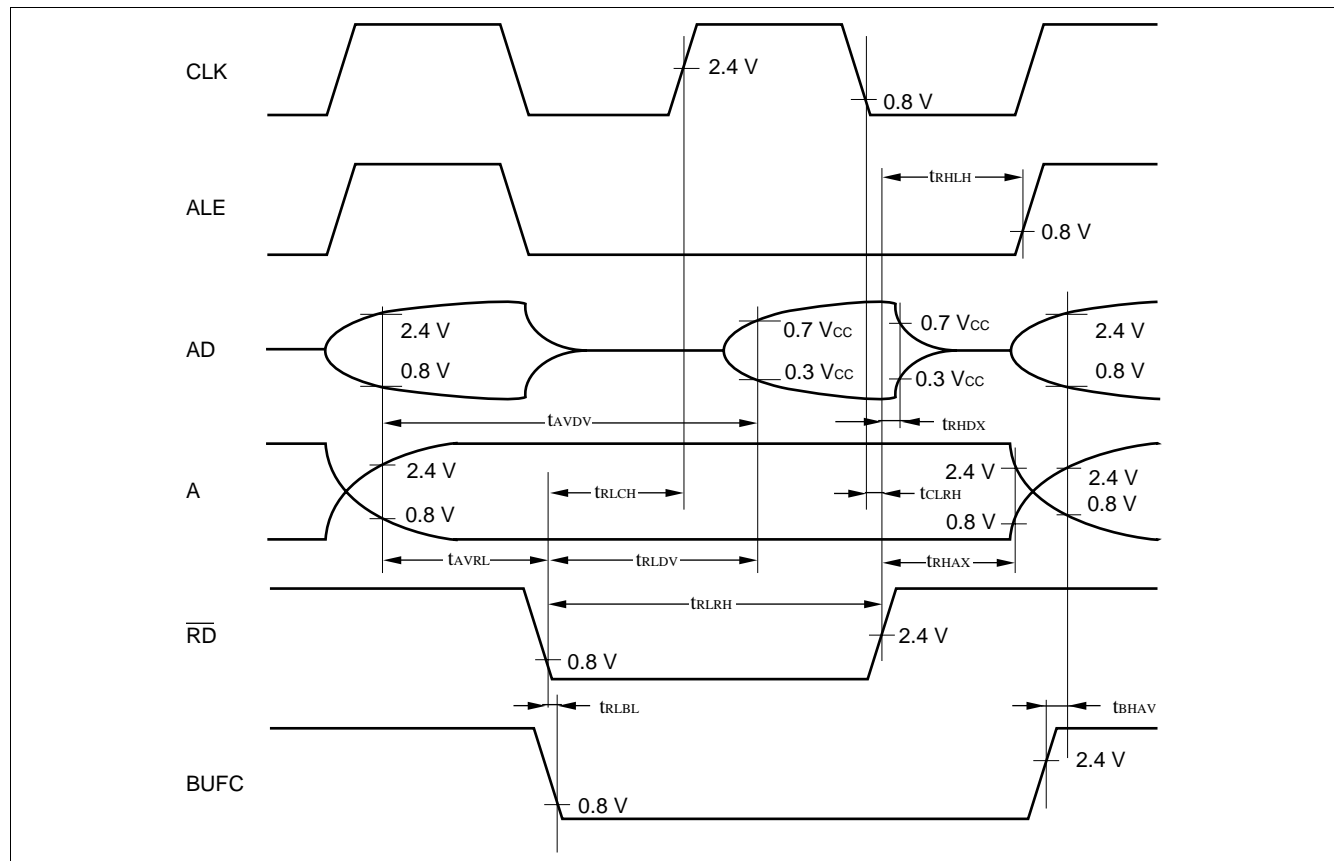 CLK
2.4 V
0.8 V
tRHLH
ALE
0.8 V
2.4 V
0.7 VCC
0.7 VCC
2.4 V
AD
0.8 V
0.3 VCC
0.3 VCC
0.8 V
tAVDV
tRHDX
2.4 V
2.4 V
2.4 V
A
tRLCH
tCLRH
0.8 V
0.8 V
0.8 V
tAVRL
tRLDV
tRHAX
tRLRH
RD
2.4 V
0.8 V
tRLBL
tBHAV
2.4 V
BUFC
0.8 V